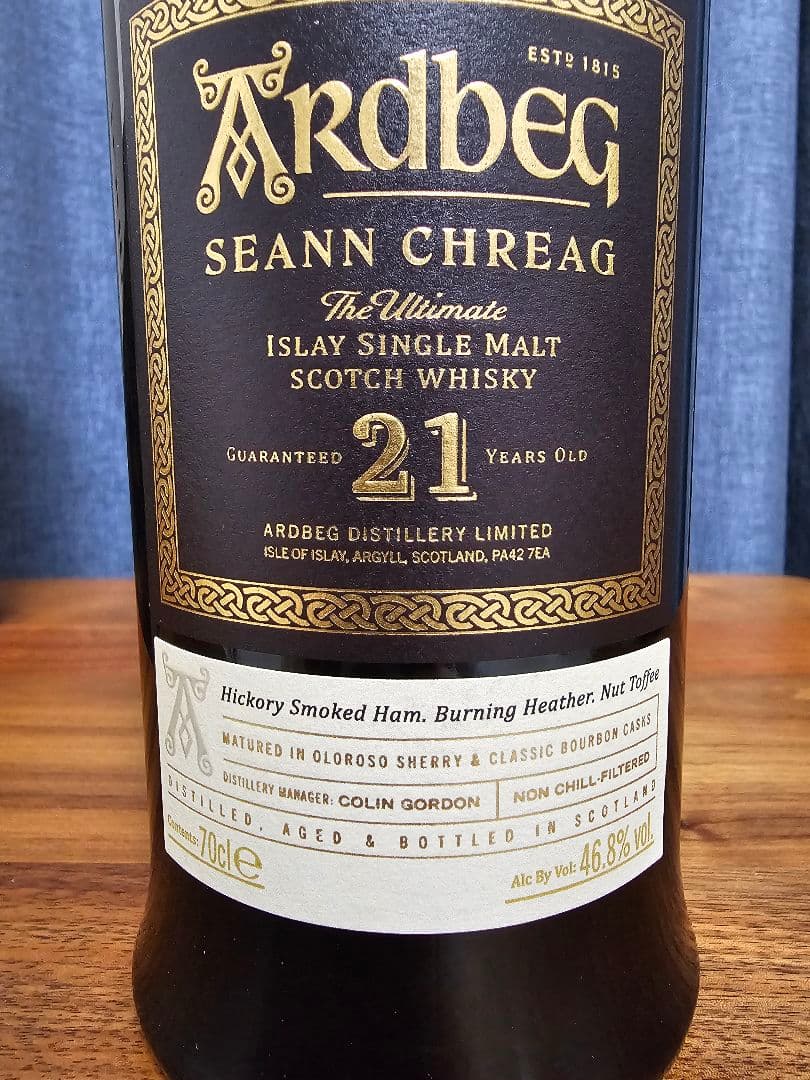 ESTD 1815
ARdbEG
SEANN CHREAG
The Ultimate
ISLAY SINGLE MALT
SCOTCH WHISKY
GUARANTEED 21 YEARS OLD
ARDBEG DISTILLERY LIMITED
ISLE OF ISLAY, ARGYLL, SCOTLAND, PA42 7EA
A
Hickory Smoked Ham. Burning Heather. Nut Toffee
MATURED IN OLOROSO SHERRY & CLASSIC BOURBON CASKS
DISTILLERY MANAGER: COLIN GORDON NON CHILL-FILTERED
DISTILLED, AGED & BOTTLED IN SCOTLAND
Contents: 70cl e
Alc By Vol: 46.8% vol.